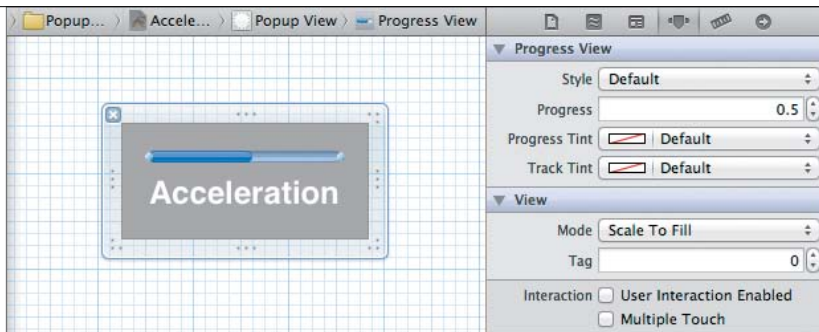 Popup... Accele... Popup View Progress View
Acceleration
Progress View
Style Default
Progress 0.5
Progress Tint Default
Track Tint Default
View
Mode Scale To Fill
Tag 0
Interaction User Interaction Enabled
Multiple Touch